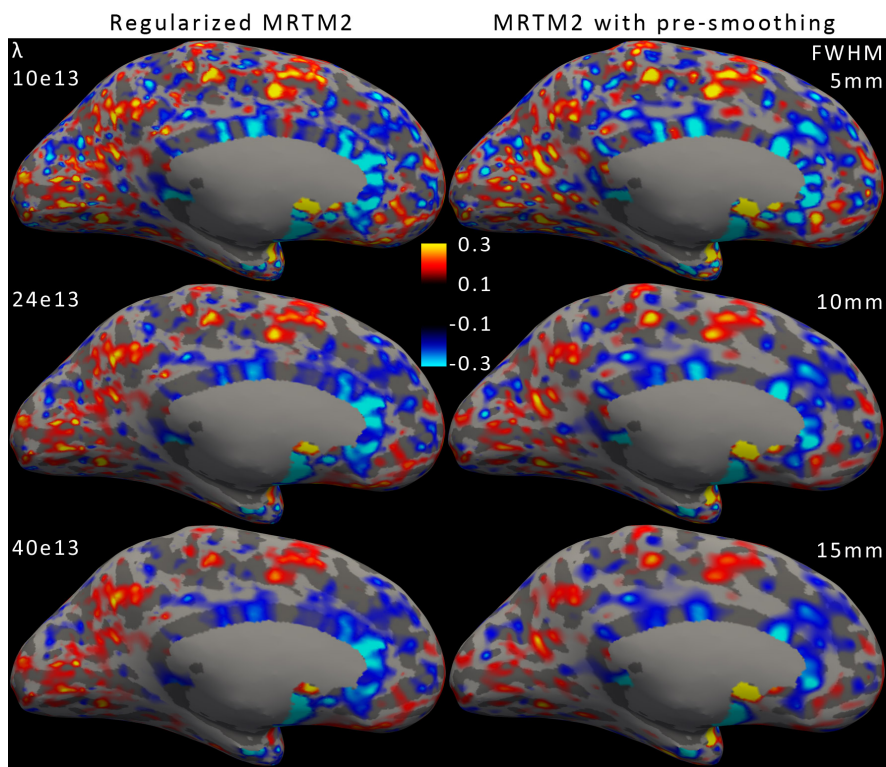 Regularized MRTM2
MRTM2 with pre-smoothing
λ
10e13
FWHM
5mm
0.3
0.1
-0.1
-0.3
24e13
10mm
40e13
15mm